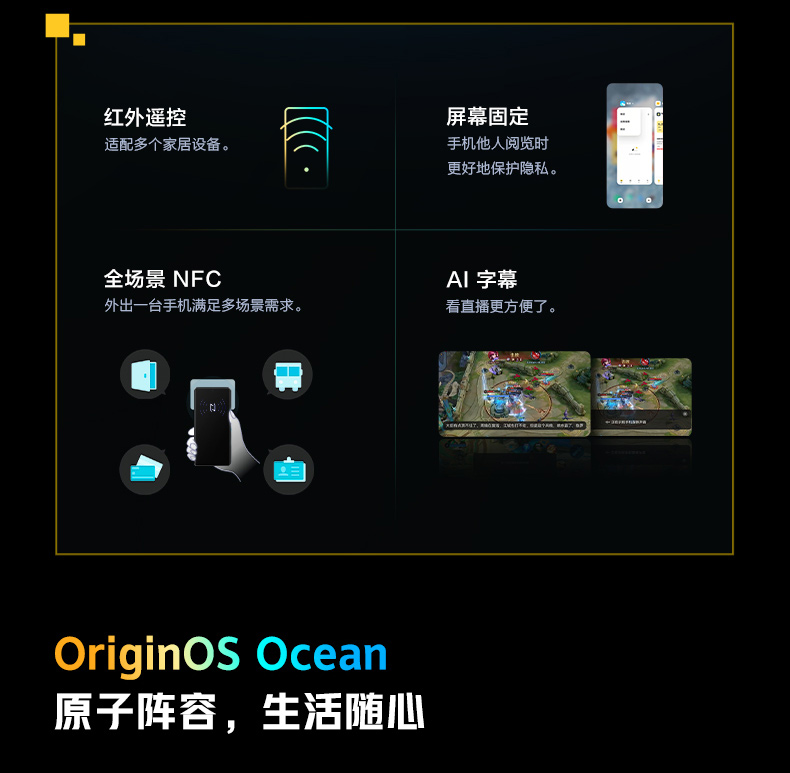 红外遥控
适配多个家居设备。
屏幕固定
手机他人阅览时
更好地保护隐私。
全场景 NFC
外出一台手机满足多场景需求。
AI 字幕
看直播更方便了。
OriginOS Ocean
原子阵容，生活随心